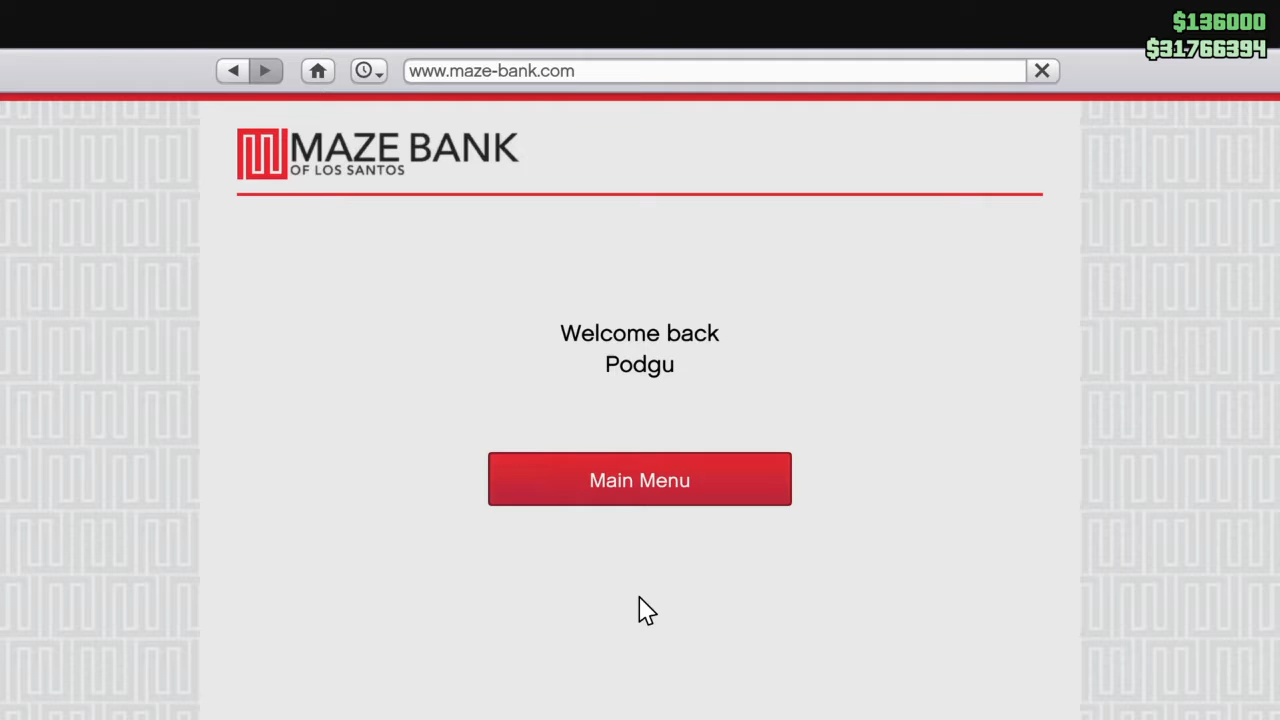 $136000
$31766394
www.maze-bank.com
MAZE BANK
OF LOS SANTOS
Welcome back
Podgu
Main Menu